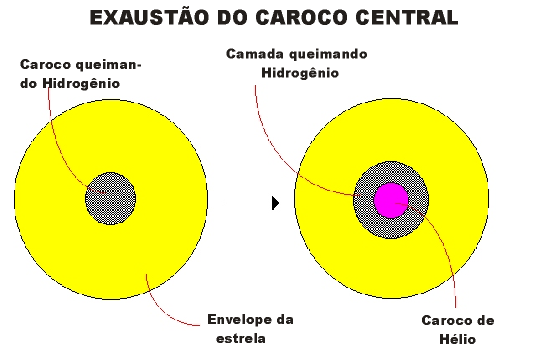 EXAUSTÃO DO CAROCO CENTRAL
Caroco queiman-
do Hidrogênio
Camada queimando
Hidrogênio
Envelope da
estrela
Caroco de
Hélio